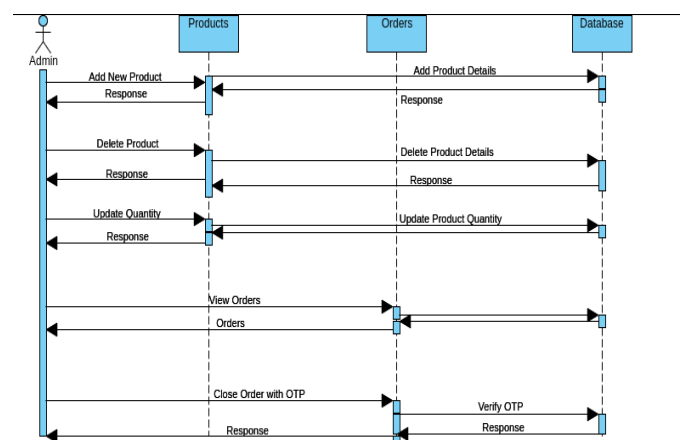 Products
Orders
Database
Admin
Add New Product
Add Product Details
Response
Response
Delete Product
Delete Product Details
Response
Response
Update Quantity
Update Product Quantity
Response
View Orders
Orders
Close Order with OTP
Verify OTP
Response
Response